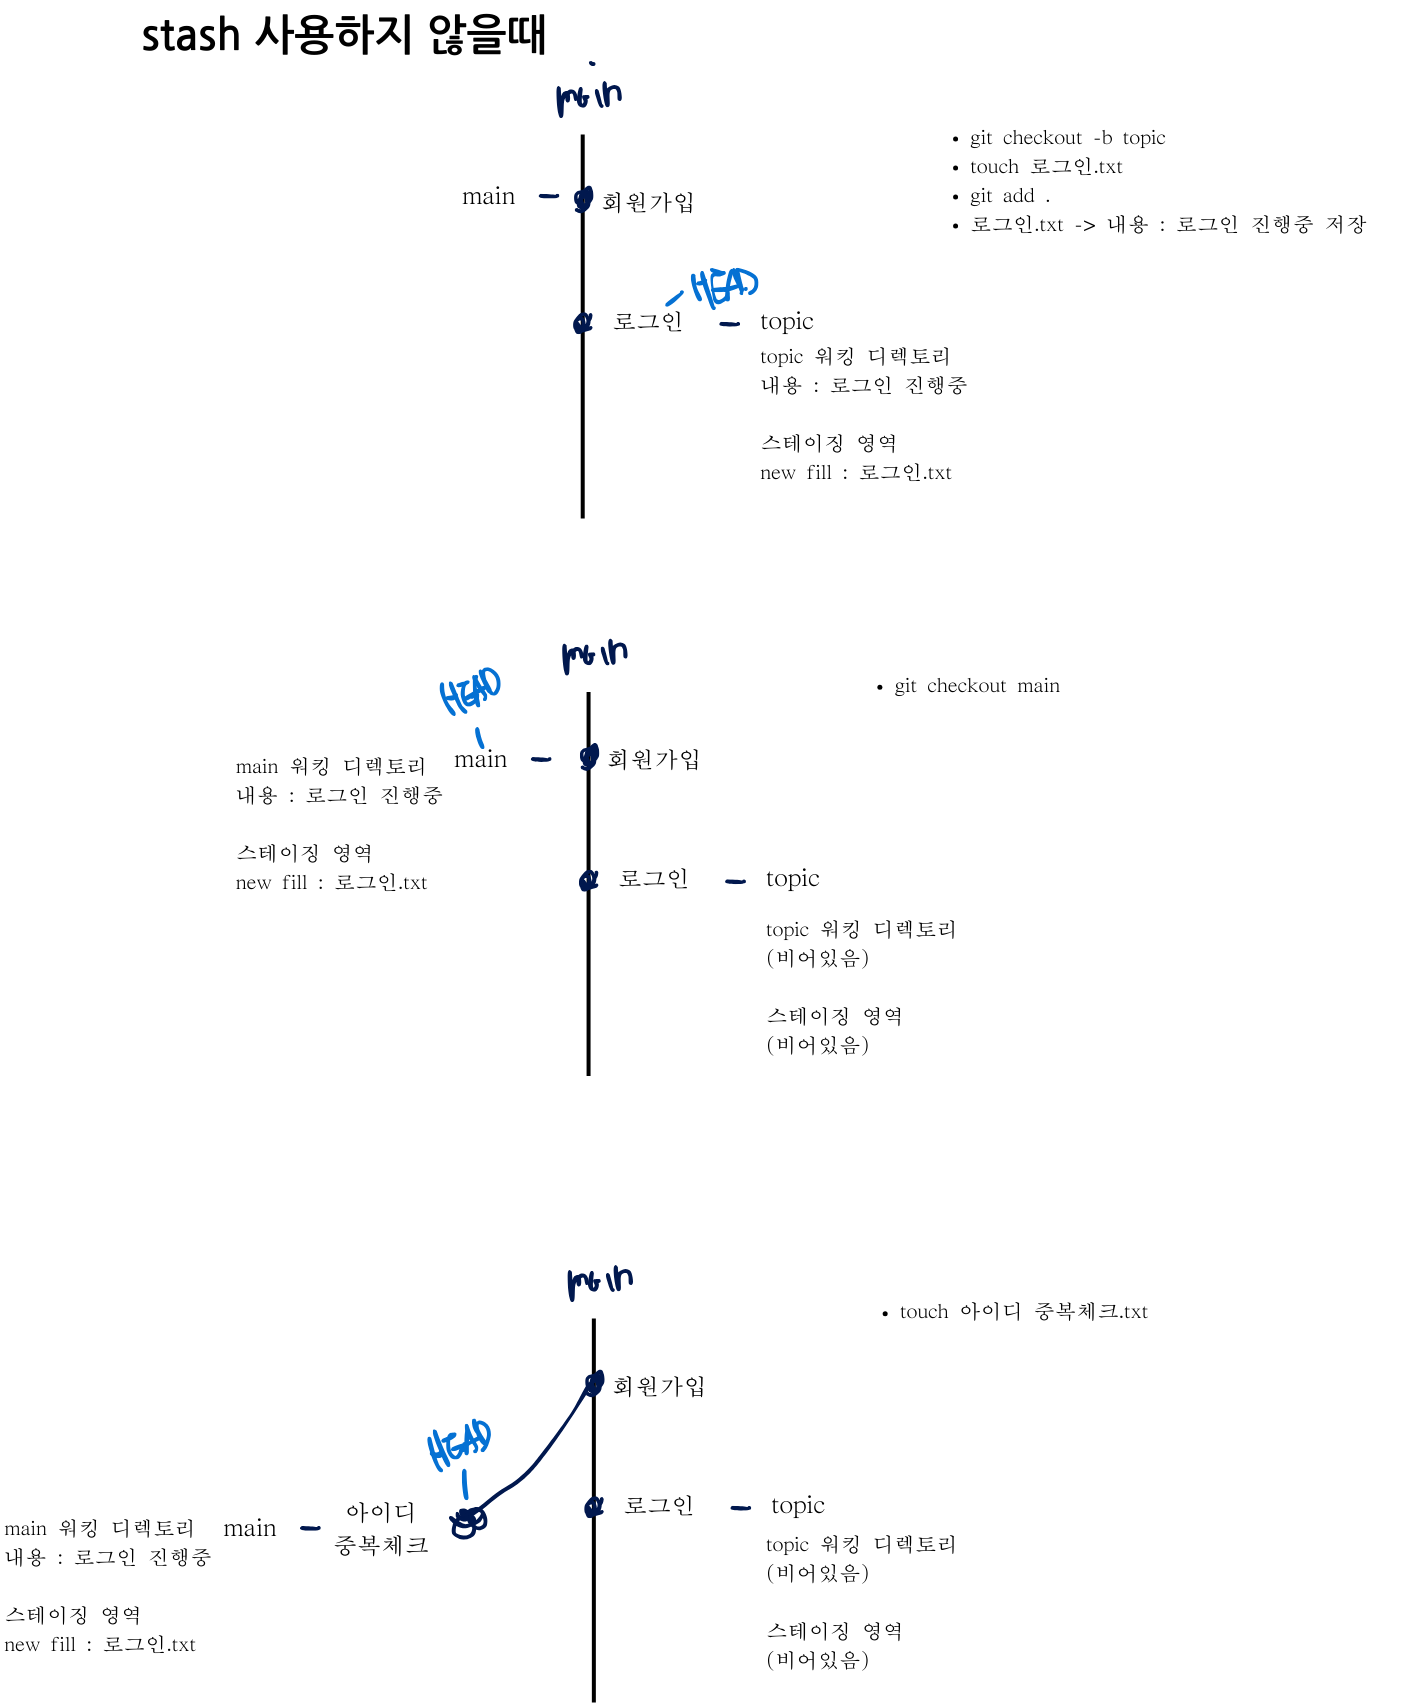 stash 사용하지 않을때
main
main
회원가입
• git checkout -b topic
• touch 로그인.txt
• git add .
• 로그인.txt -> 내용 : 로그인 진행중 저장
HEAD
로그인
topic
topic 워킹 디렉토리
내용 : 로그인 진행중
스테이징 영역
new fill : 로그인.txt
main
HEAD
• git checkout main
main
회원가입
main 워킹 디렉토리
내용 : 로그인 진행중
스테이징 영역
new fill : 로그인.txt
로그인
topic
topic 워킹 디렉토리
(비어있음)
스테이징 영역
(비어있음)
main
• touch 아이디 중복체크.txt
회원가입
HEAD
아이디
중복체크
main
main 워킹 디렉토리
내용 : 로그인 진행중
스테이징 영역
new fill : 로그인.txt
로그인
topic
topic 워킹 디렉토리
(비어있음)
스테이징 영역
(비어있음)